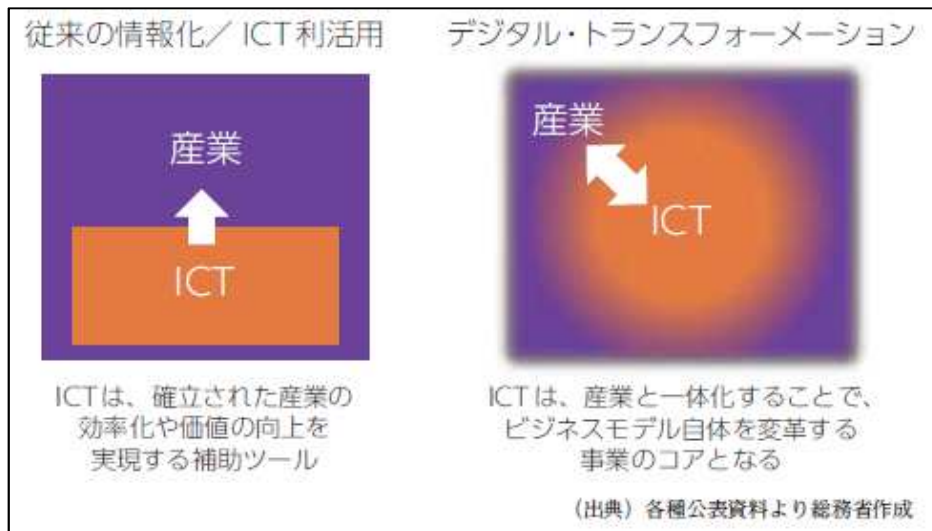 従来の情報化／ICT利活用
産業
ICT
ICTは、確立された産業の
効率化や価値の向上を
実現する補助ツール
デジタル・トランスフォーメーション
産業
ICT
ICTは、産業と一体化することで、
ビジネスモデル自体を変革する
事業のコアとなる
（出典）各種公表資料より総務省作成